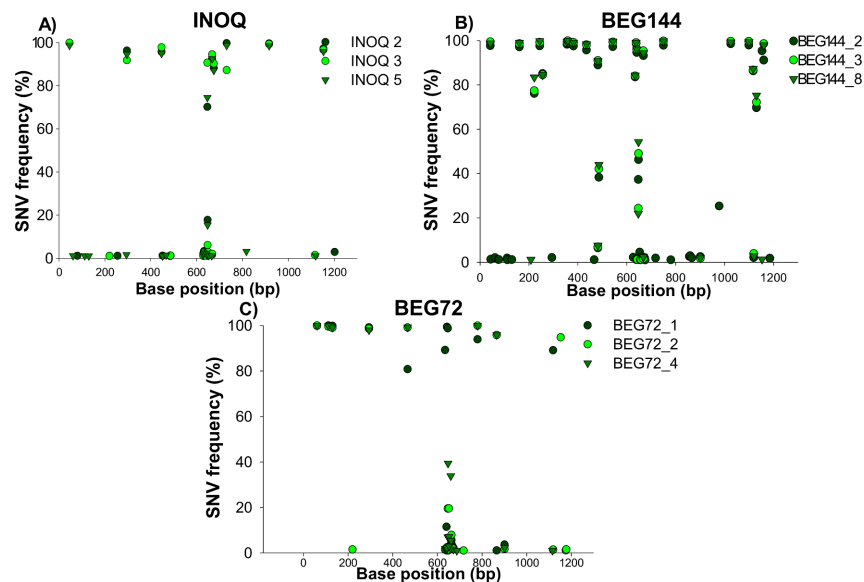 A)
INOQ
INOQ 2
INOQ 3
INOQ 5
SNV frequency (%)
100
80
60
40
20
0
0 200 400 600 800 1000 1200
Base position (bp)
B)
BEG144
BEG144_2
BEG144_3
BEG144_8
SNV frequency (%)
100
80
60
40
20
0
0 200 400 600 800 1000 1200
Base position (bp)
C)
BEG72
BEG72_1
BEG72_2
BEG72_4
SNV frequency (%)
100
80
60
40
20
0
0 200 400 600 800 1000 1200
Base position (bp)